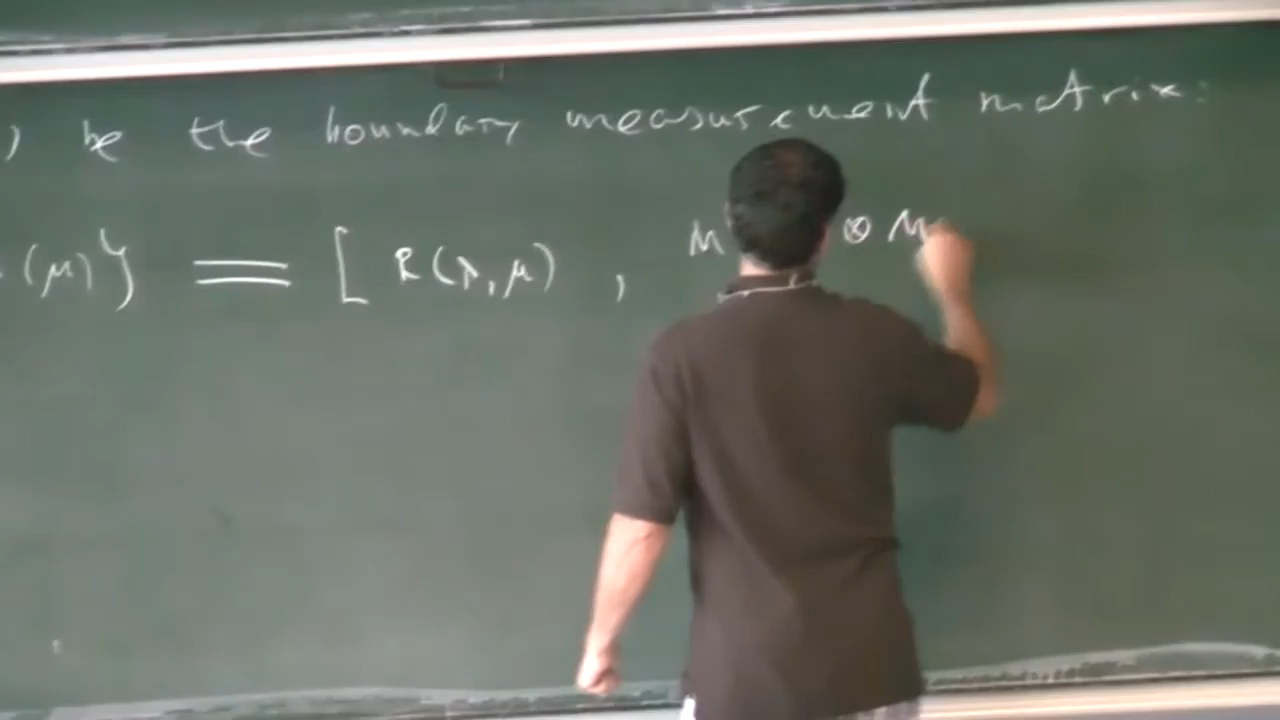 ) be the boundary measurement matrix:
(μ)} = [ R(λ,μ) , M ⊗ M